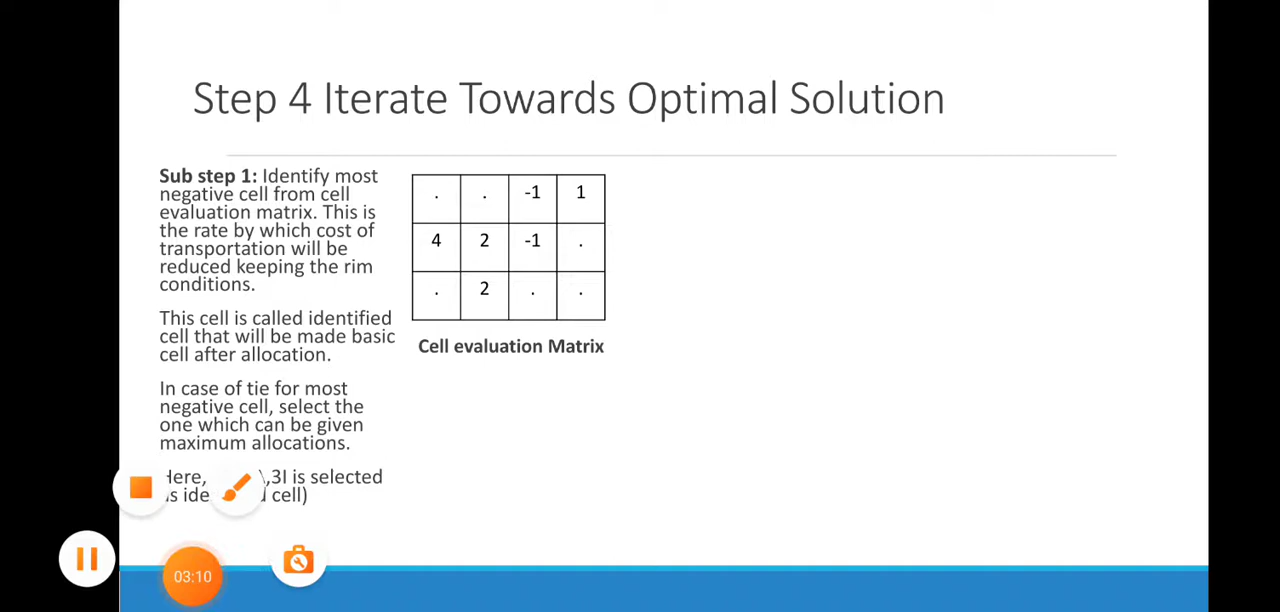 Step 4 Iterate Towards Optimal Solution
Sub step 1: Identify most
negative cell from cell
evaluation matrix. This is
the rate by which cost of
transportation will be
reduced keeping the rim
conditions.
This cell is called identified
cell that will be made basic
cell after allocation.
In case of tie for most
negative cell, select the
one which can be given
maximum allocations.
,3I is selected
cell)
. . -1 1
4 2 -1 .
. 2 . .
Cell evaluation Matrix
03:10